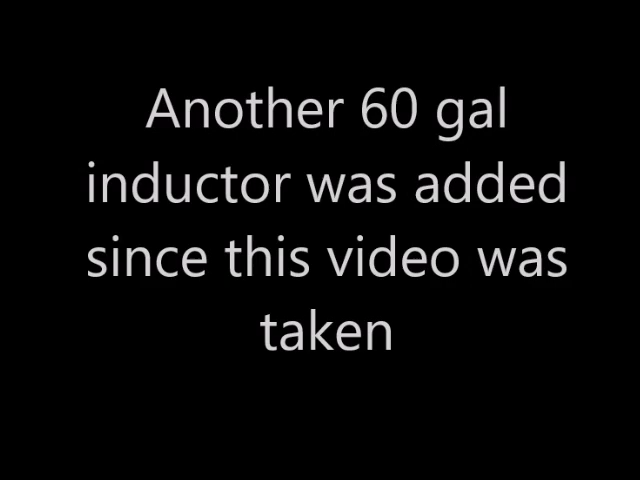 Another 60 gal
inductor was added
since this video was
taken